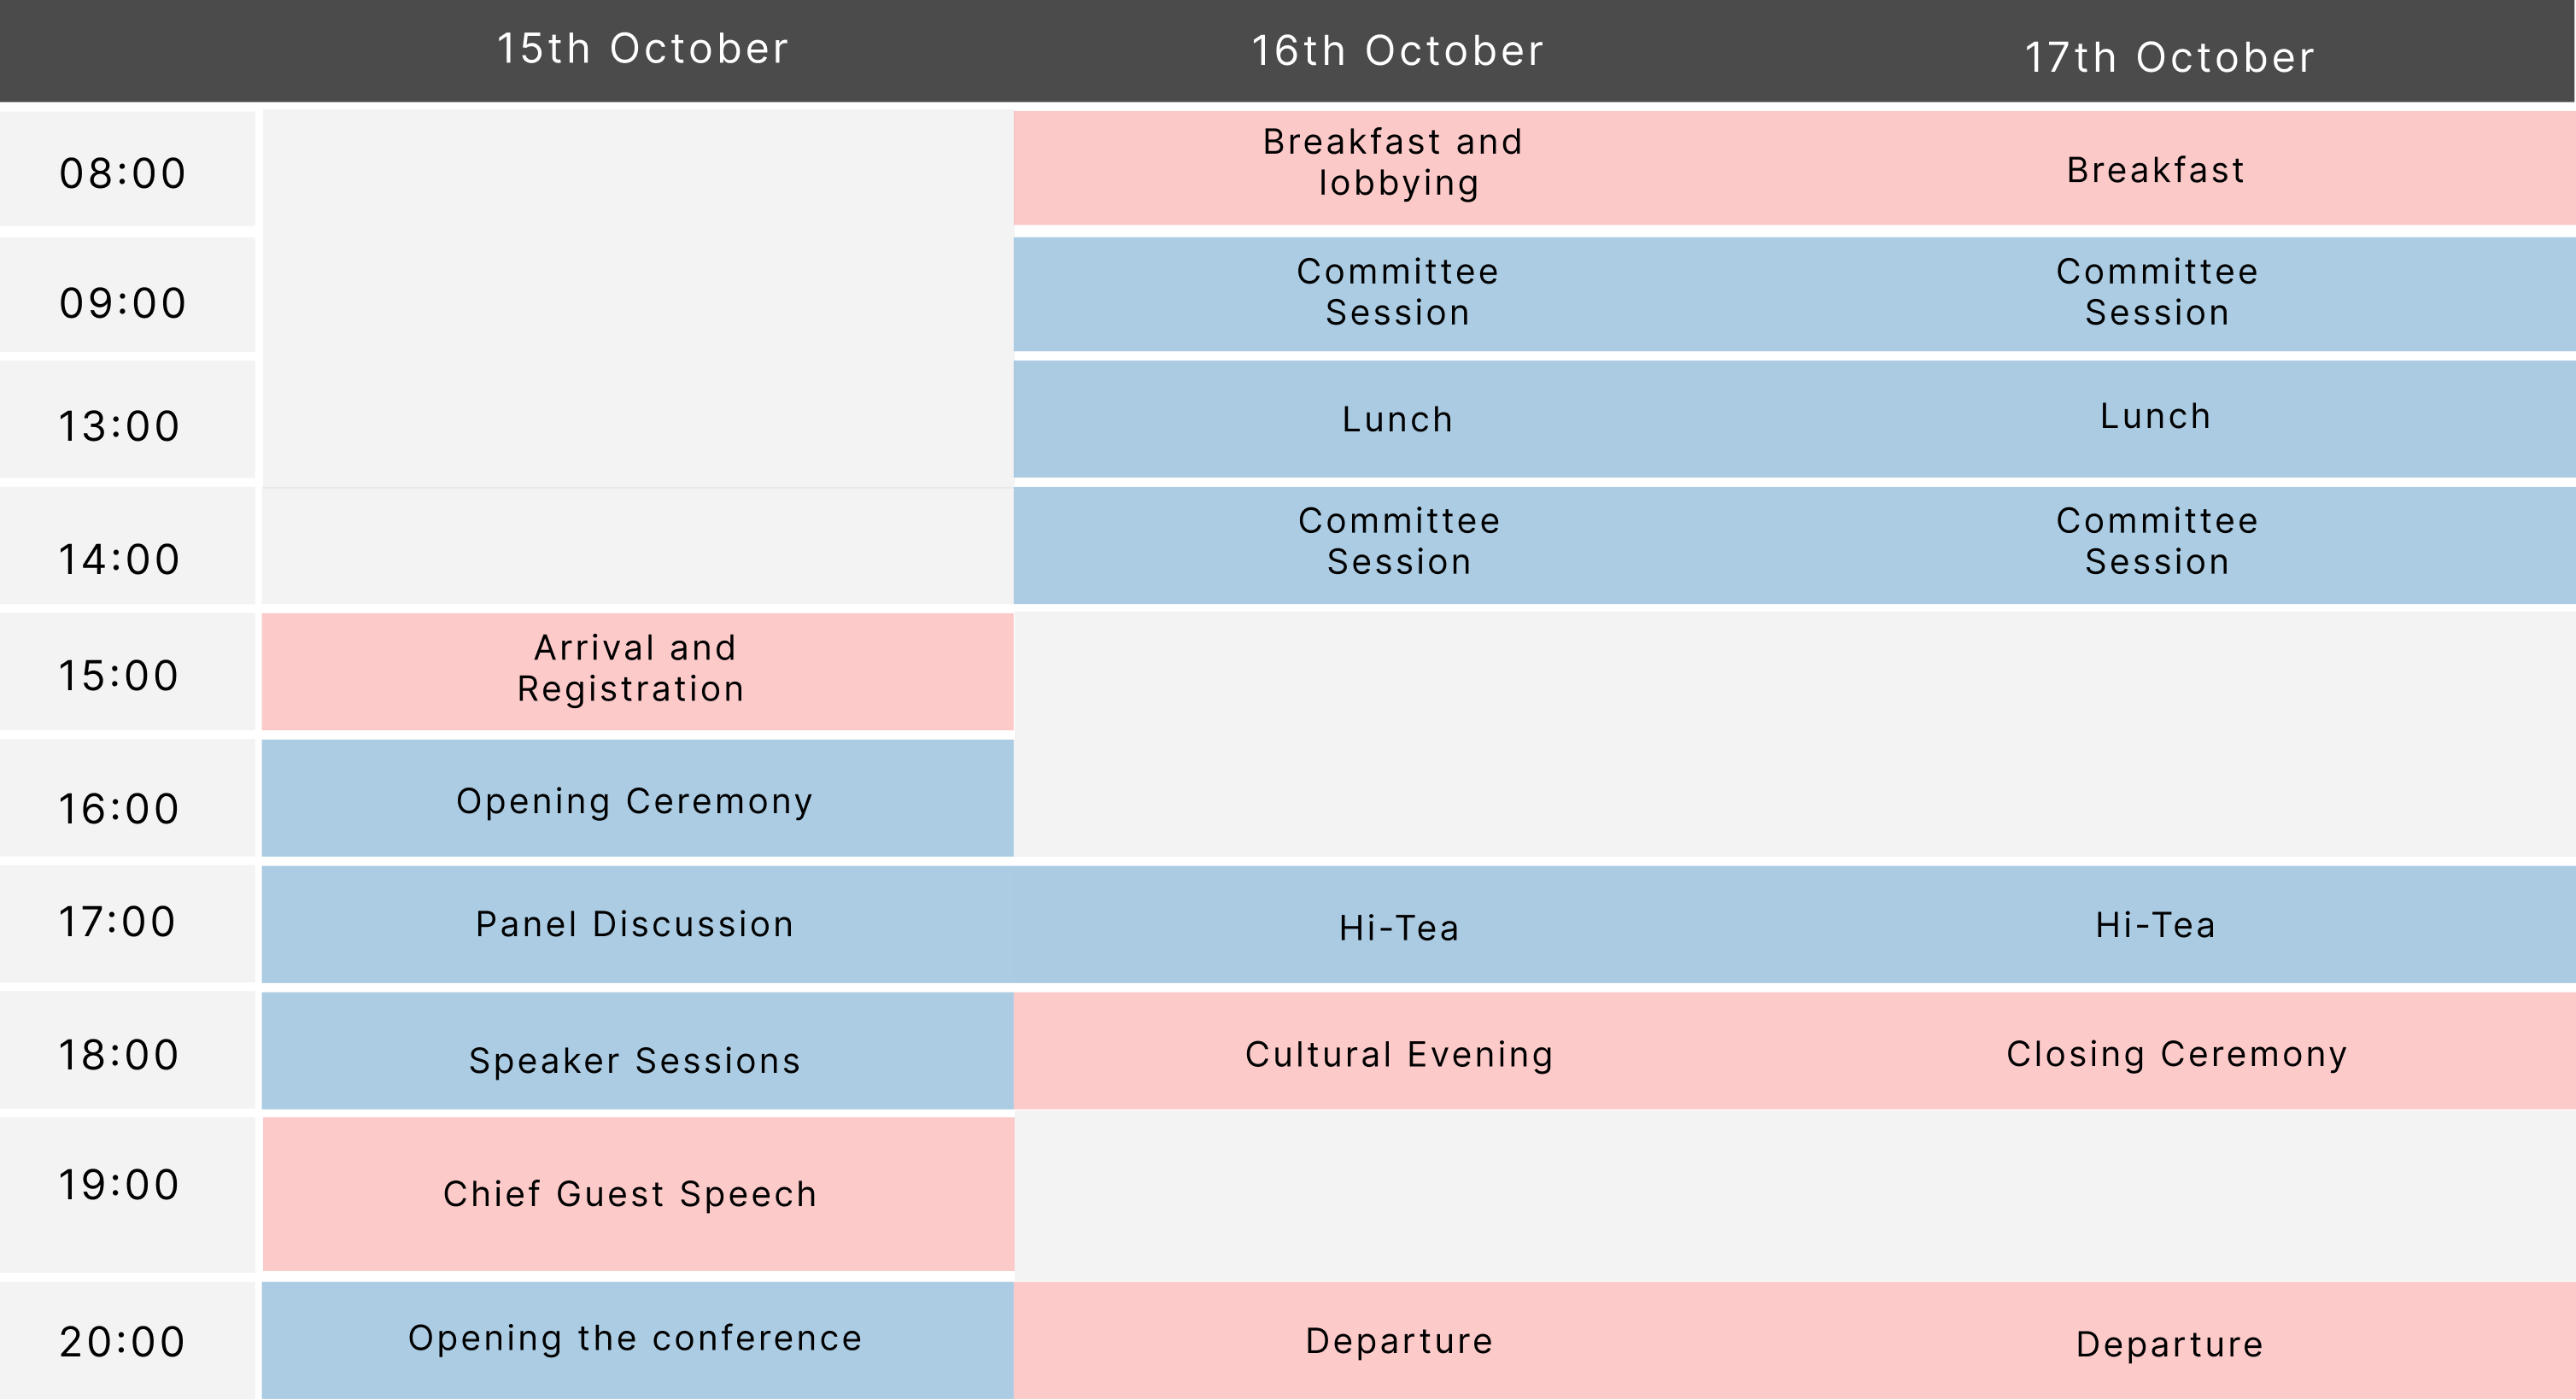 15th October
16th October
17th October
08:00
Breakfast and
lobbying
Breakfast
09:00
Committee
Session
Committee
Session
13:00
Lunch
Lunch
14:00
Committee
Session
Committee
Session
15:00
Arrival and
Registration
16:00
Opening Ceremony
17:00
Panel Discussion
Hi-Tea
Hi-Tea
18:00
Speaker Sessions
Cultural Evening
Closing Ceremony
19:00
Chief Guest Speech
20:00
Opening the conference
Departure
Departure